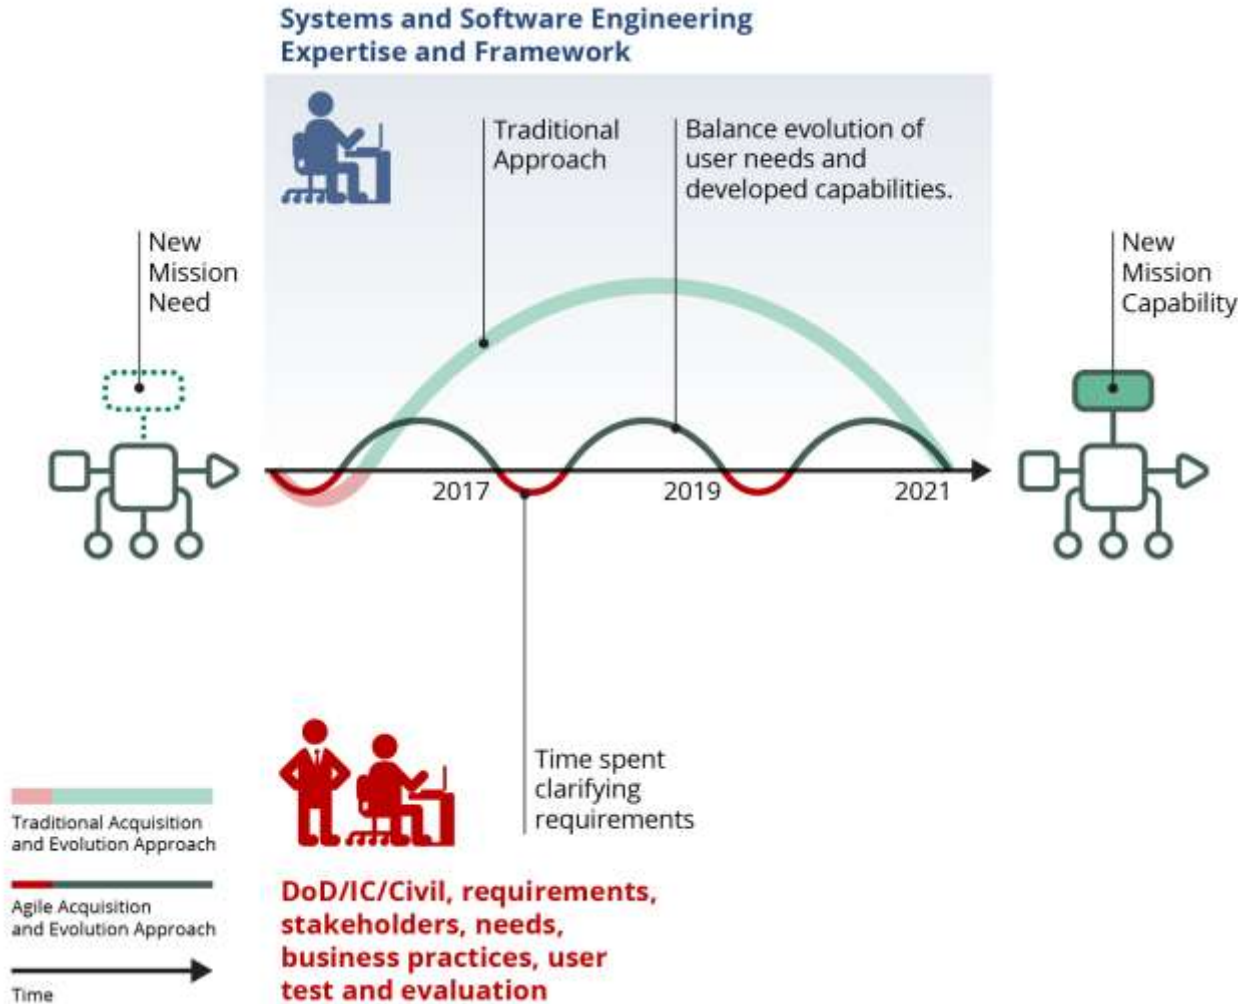 Systems and Software Engineering
Expertise and Framework
Traditional
Approach
Balance evolution of
user needs and
developed capabilities.
New
Mission
Need
New
Mission
Capability
2017
2019
2021
Time spent
clarifying
requirements
Traditional Acquisition
and Evolution Approach
Agile Acquisition
and Evolution Approach
Time
DoD/IC/Civil, requirements,
stakeholders, needs,
business practices, user
test and evaluation